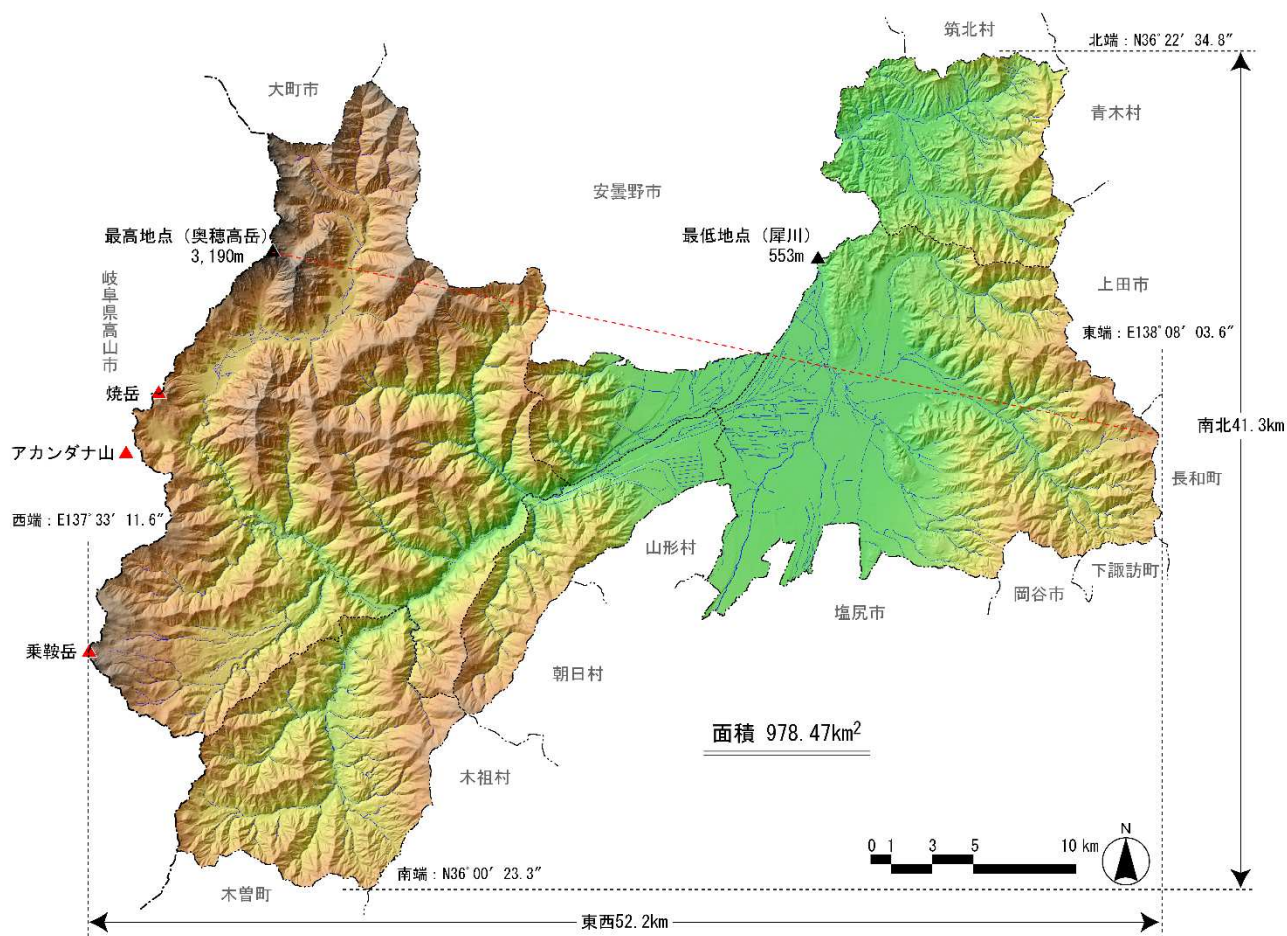 筑北村
北端：N36°22′34.8″
大町市
青木村
安曇野市
最高地点（奥穂高岳）
3,190m
最低地点（犀川）
553m
岐阜県高山市
上田市
東端：E138°08′03.6″
焼岳
南北41.3km
アカンダナ山
長和町
西端：E137°33′11.6″
山形村
下諏訪町
岡谷市
塩尻市
乗鞍岳
朝日村
面積 978.47km²
木祖村
0 1 3 5 10 km
N
南端：N36°00′23.3″
木曽町
東西52.2km